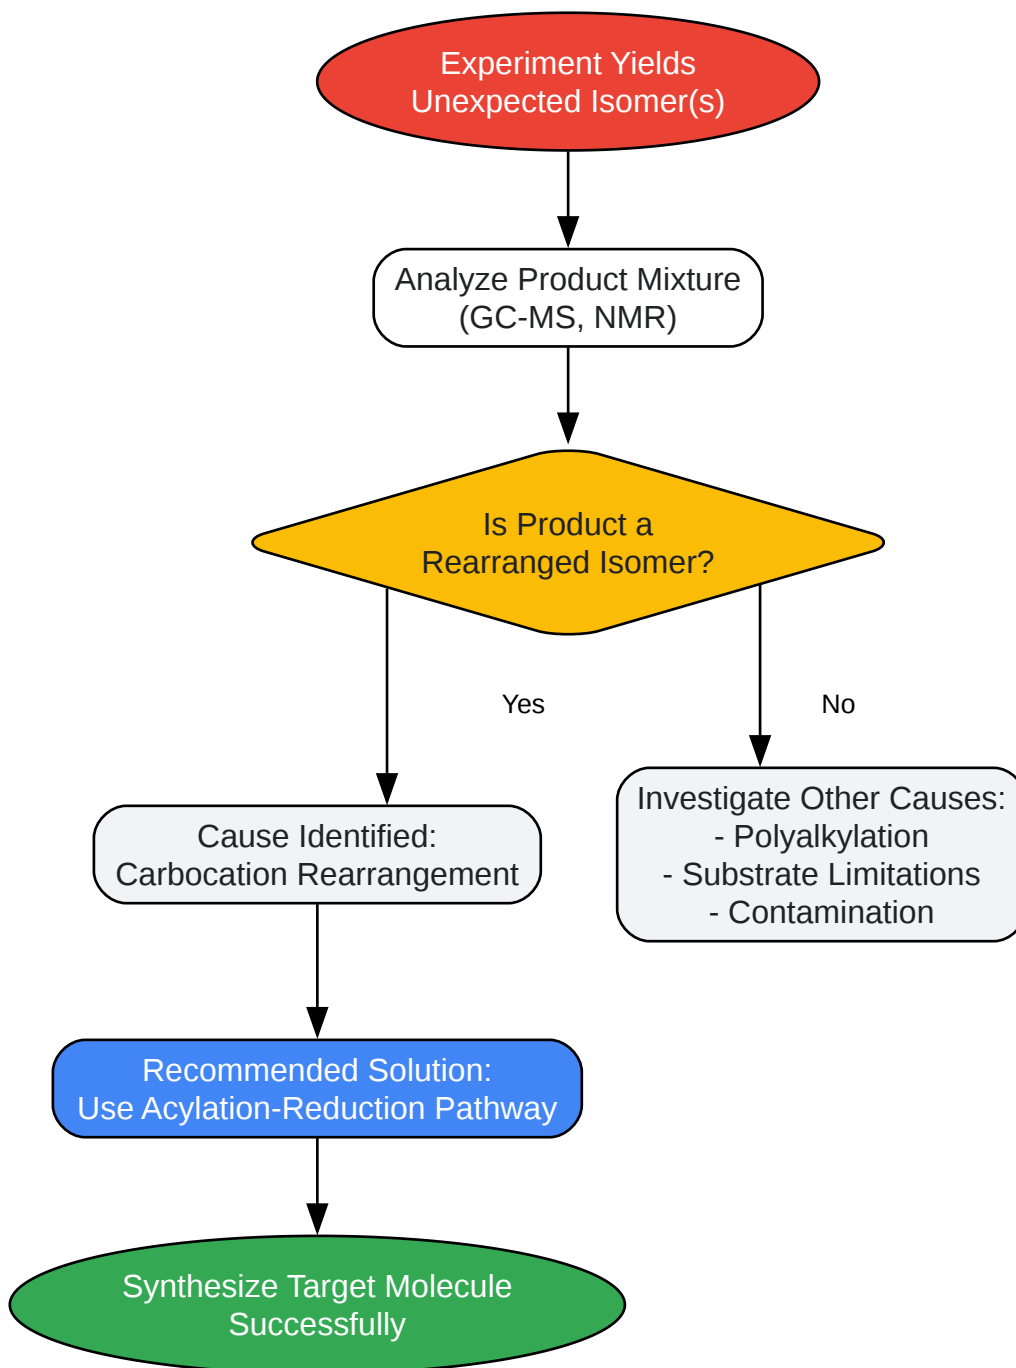 Experiment Yields
Unexpected Isomer(s)
Analyze Product Mixture
(GC-MS, NMR)
Is Product a
Rearranged Isomer?
Yes
No
Cause Identified:
Carbocation Rearrangement
Investigate Other Causes:
- Polyalkylation
- Substrate Limitations
- Contamination
Recommended Solution:
Use Acylation-Reduction Pathway
Synthesize Target Molecule
Successfully